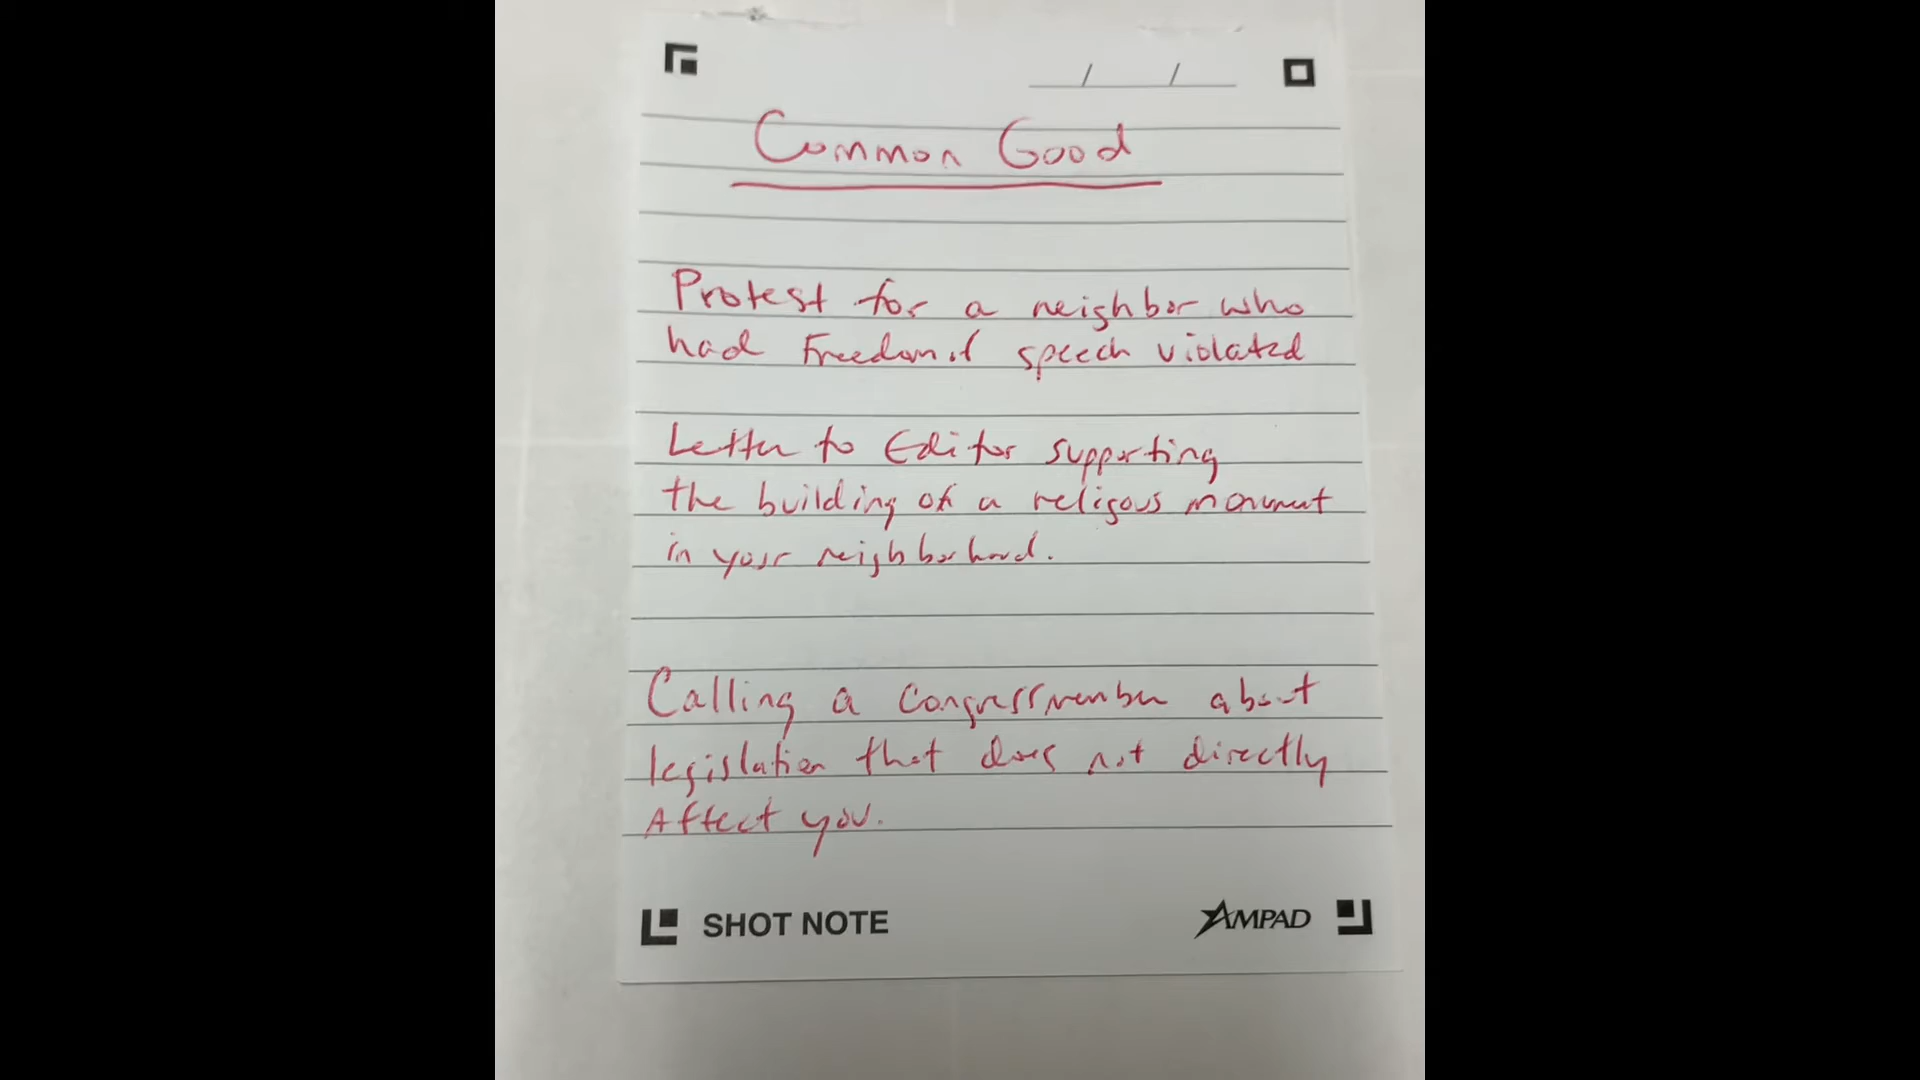 / /
Common Good
Protest for a neighbor who
had Freedom of speech violated
Letter to Editor supporting
the building of a religous monument
in your neighborhood.
Calling a Congressmember about
legislation that does not directly
Affect you.
SHOT NOTE AMPAD